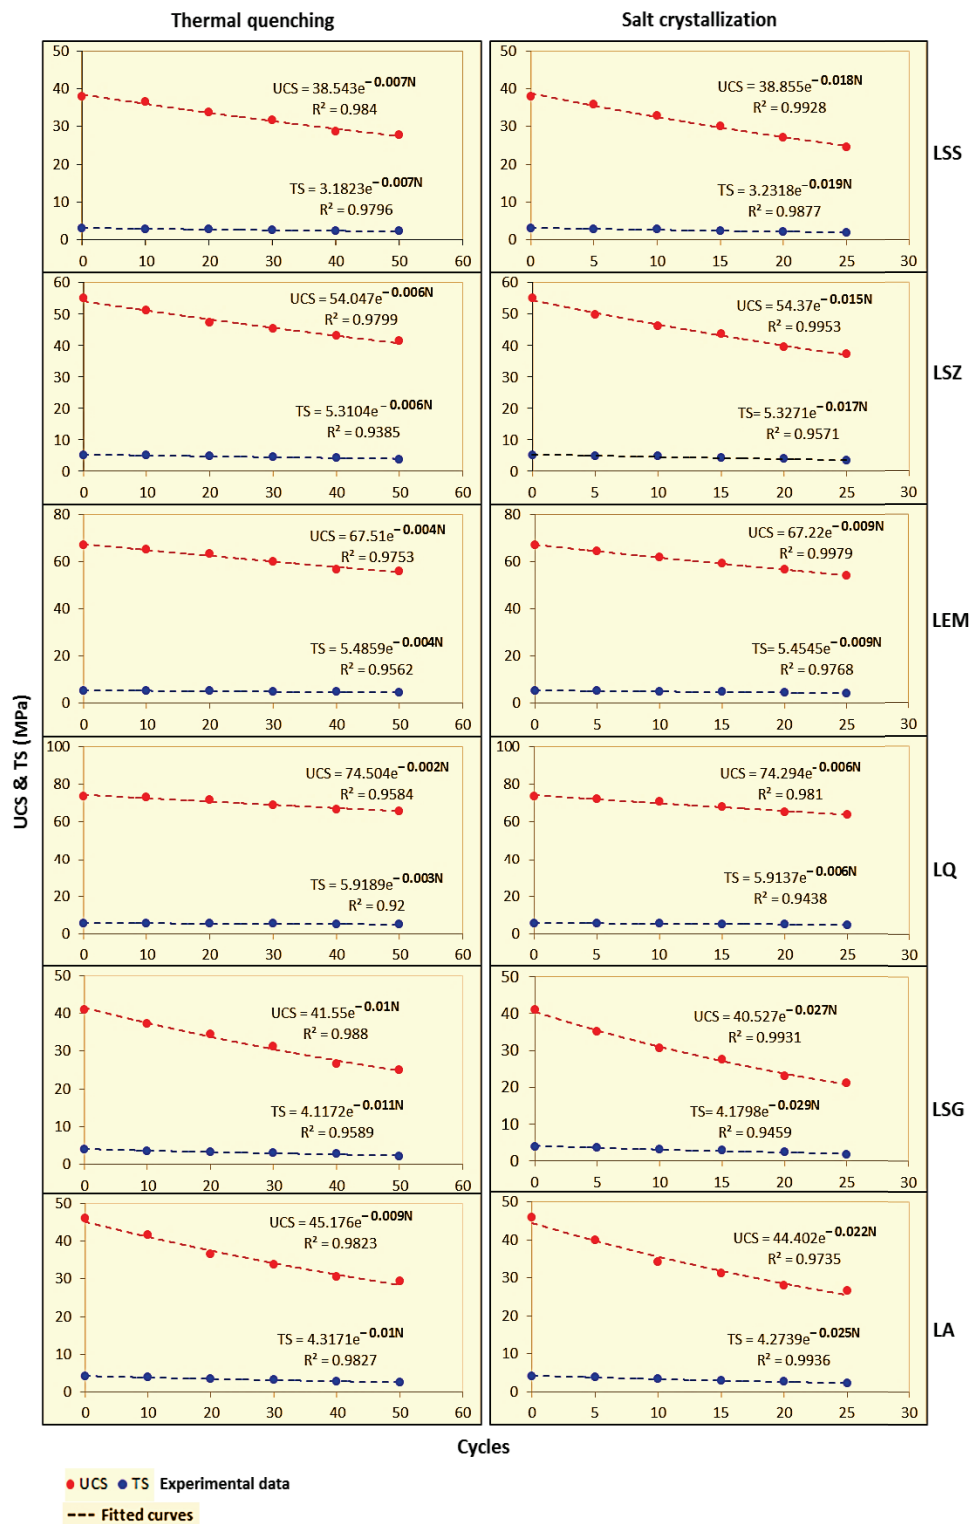 Thermal quenching
Salt crystallization
50
40
30
20
10
0
UCS = 38.543e^– 0.007N
R² = 0.984
TS = 3.1823e^– 0.007N
R² = 0.9796
0 10 20 30 40 50 60
50
40
30
20
10
0
UCS = 38.855e^– 0.018N
R² = 0.9928
TS = 3.2318e^– 0.019N
R² = 0.9877
0 5 10 15 20 25 30
LSS
60
50
40
30
20
10
0
UCS = 54.047e^– 0.006N
R² = 0.9799
TS = 5.3104e^– 0.006N
R² = 0.9385
0 10 20 30 40 50 60
60
50
40
30
20
10
0
UCS = 54.37e^– 0.015N
R² = 0.9953
TS= 5.3271e^– 0.017N
R² = 0.9571
0 5 10 15 20 25 30
LSZ
80
60
40
20
0
UCS = 67.51e^– 0.004N
R² = 0.9753
TS = 5.4859e^– 0.004N
R² = 0.9562
0 10 20 30 40 50 60
80
60
40
20
0
UCS = 67.22e^– 0.009N
R² = 0.9979
TS = 5.4545e^– 0.009N
R² = 0.9768
0 5 10 15 20 25 30
LEM
UCS & TS (MPa)
100
80
60
40
20
0
UCS = 74.504e^– 0.002N
R² = 0.9584
TS = 5.9189e^– 0.003N
R² = 0.92
0 10 20 30 40 50 60
100
80
60
40
20
0
UCS = 74.294e^– 0.006N
R² = 0.981
TS = 5.9137e^– 0.006N
R² = 0.9438
0 5 10 15 20 25 30
LQ
50
40
30
20
10
0
UCS = 41.55e^– 0.01N
R² = 0.988
TS = 4.1172e^– 0.011N
R² = 0.9589
0 10 20 30 40 50 60
50
40
30
20
10
0
UCS = 40.527e^– 0.027N
R² = 0.9931
TS = 4.1798e^– 0.029N
R² = 0.9459
0 5 10 15 20 25 30
LSG
50
40
30
20
10
0
UCS = 45.176e^– 0.009N
R² = 0.9823
TS = 4.3171e^– 0.01N
R² = 0.9827
0 10 20 30 40 50 60
50
40
30
20
10
0
UCS = 44.402e^– 0.022N
R² = 0.9735
TS = 4.2739e^– 0.025N
R² = 0.9936
0 5 10 15 20 25 30
LA
Cycles
UCS TS Experimental data
Fitted curves